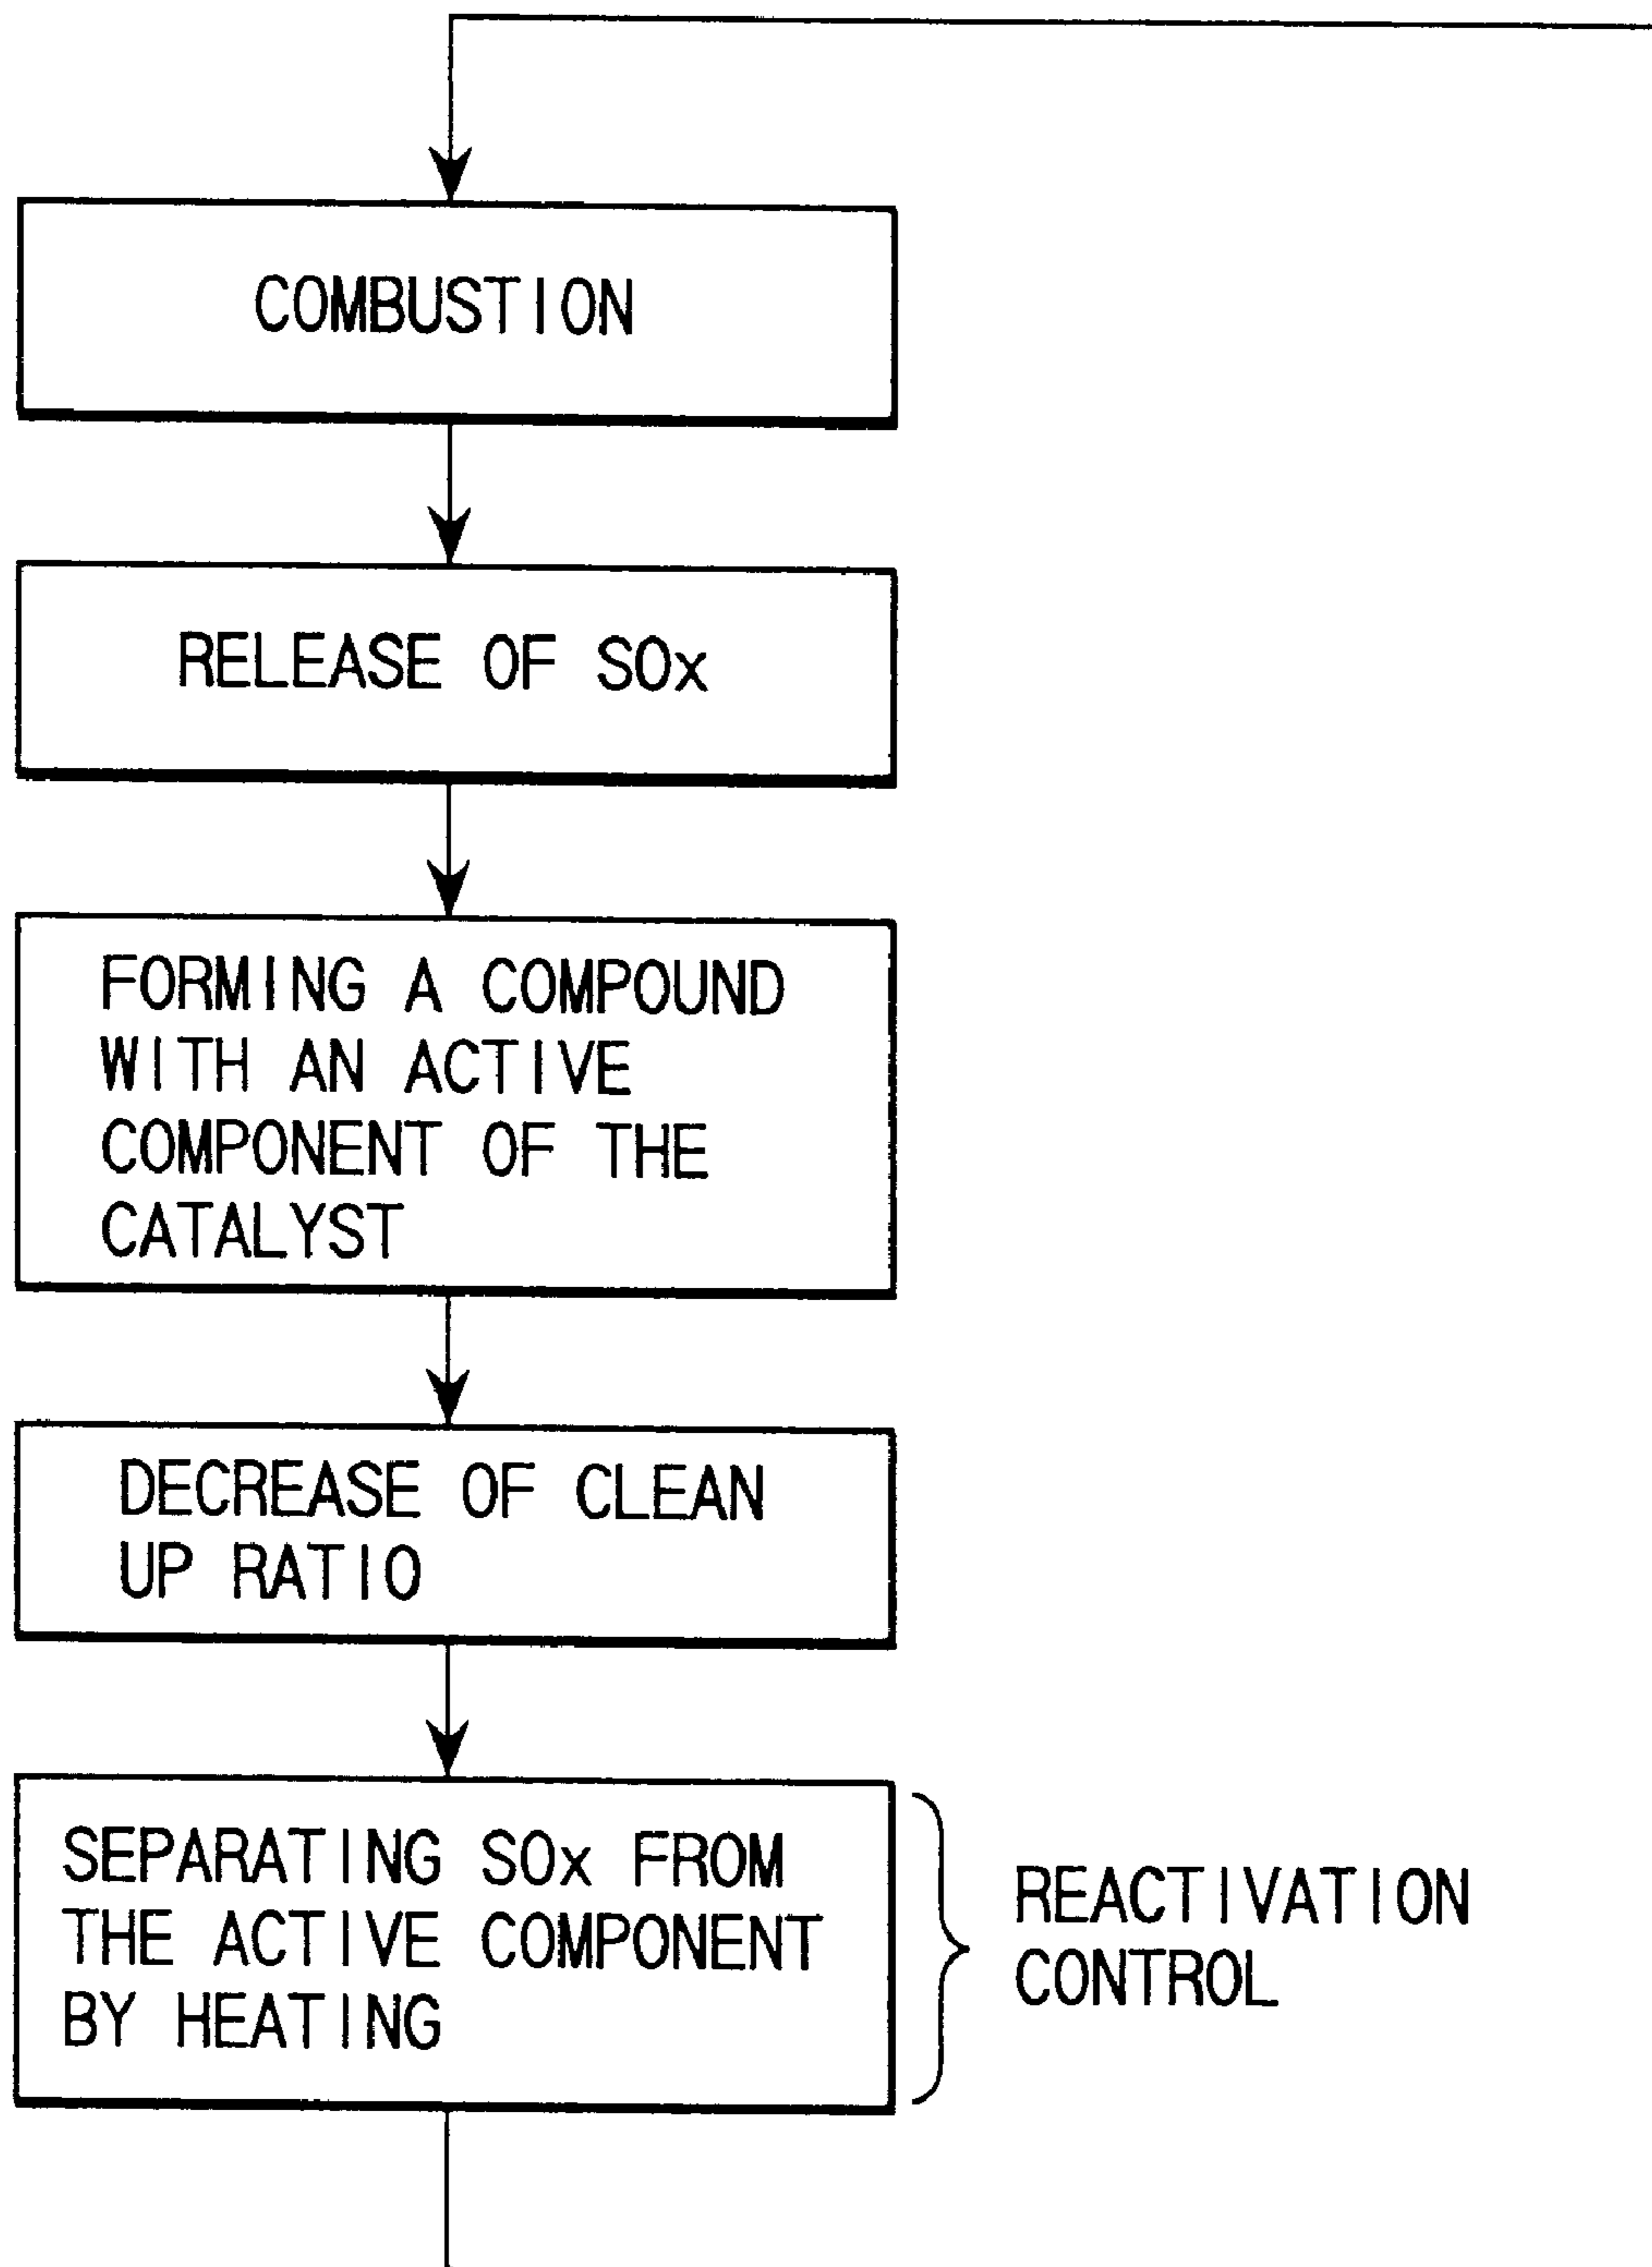 COMBUSTION
RELEASE OF SOx
FORMING A COMPOUND
WITH AN ACTIVE
COMPONENT OF THE
CATALYST
DECREASE OF CLEAN
UP RATIO
SEPARATING SOx FROM
THE ACTIVE COMPONENT
BY HEATING
REACTIVATION
CONTROL